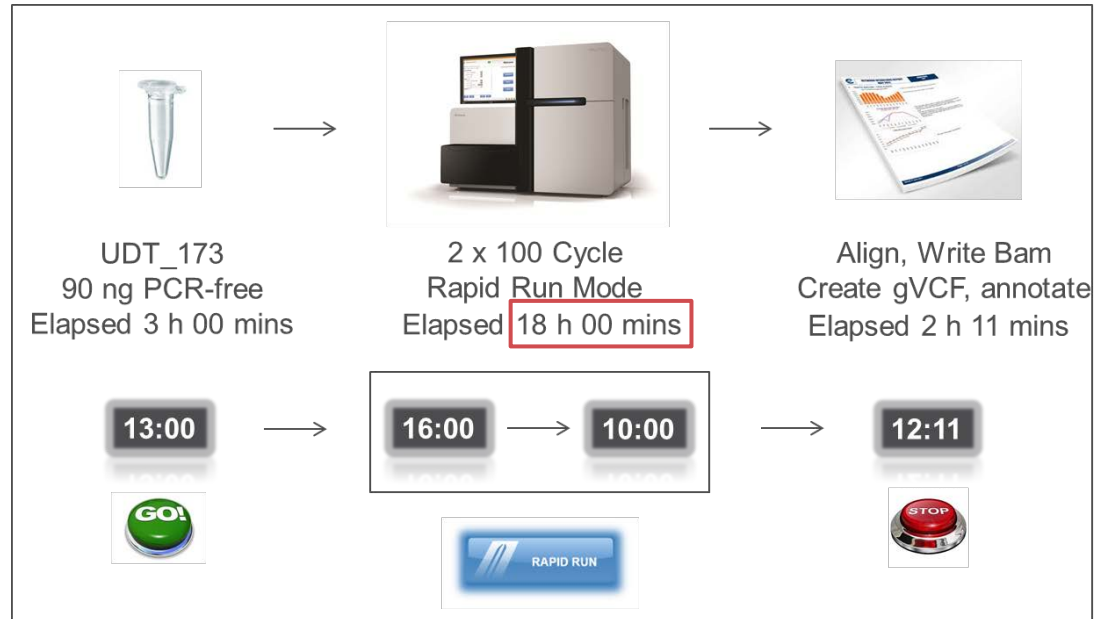 UDT_173
90 ng PCR-free
Elapsed 3 h 00 mins
2 x 100 Cycle
Rapid Run Mode
Elapsed 18 h 00 mins
Align, Write Bam
Create gVCF, annotate
Elapsed 2 h 11 mins
13:00
16:00
10:00
12:11
GO!
RAPID RUN
STOP